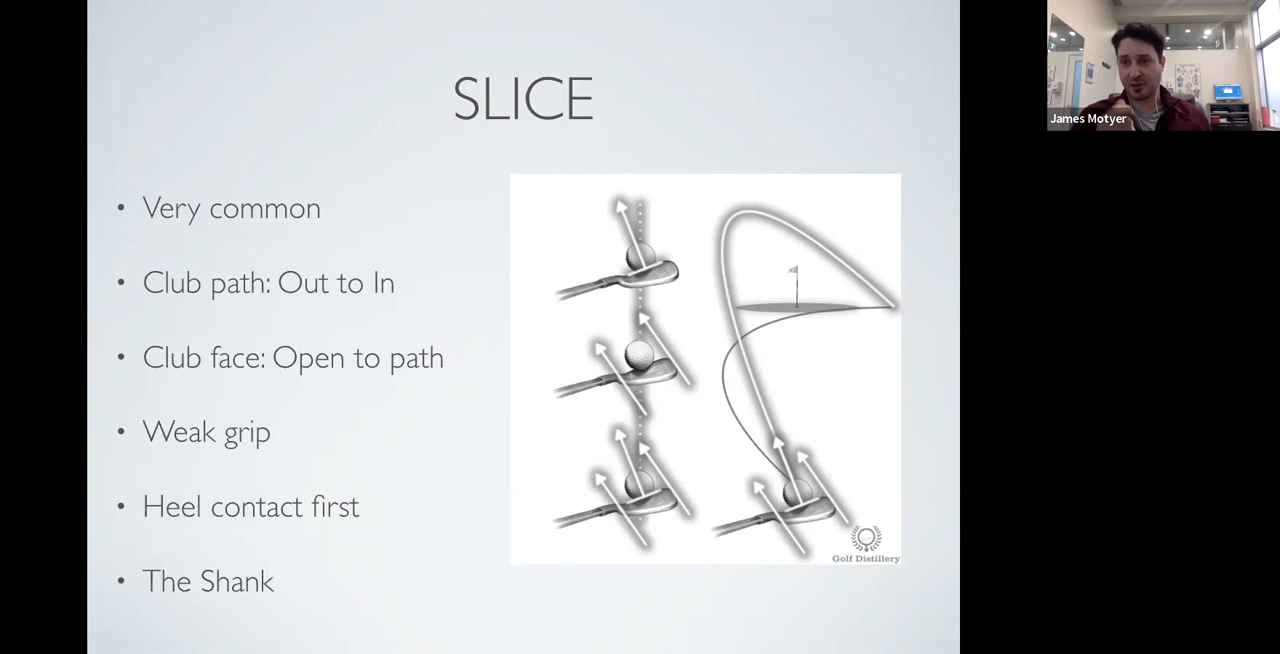 SLICE
• Very common
• Club path: Out to In
• Club face: Open to path
• Weak grip
• Heel contact first
• The Shank
Golf Distillery
James Motyer